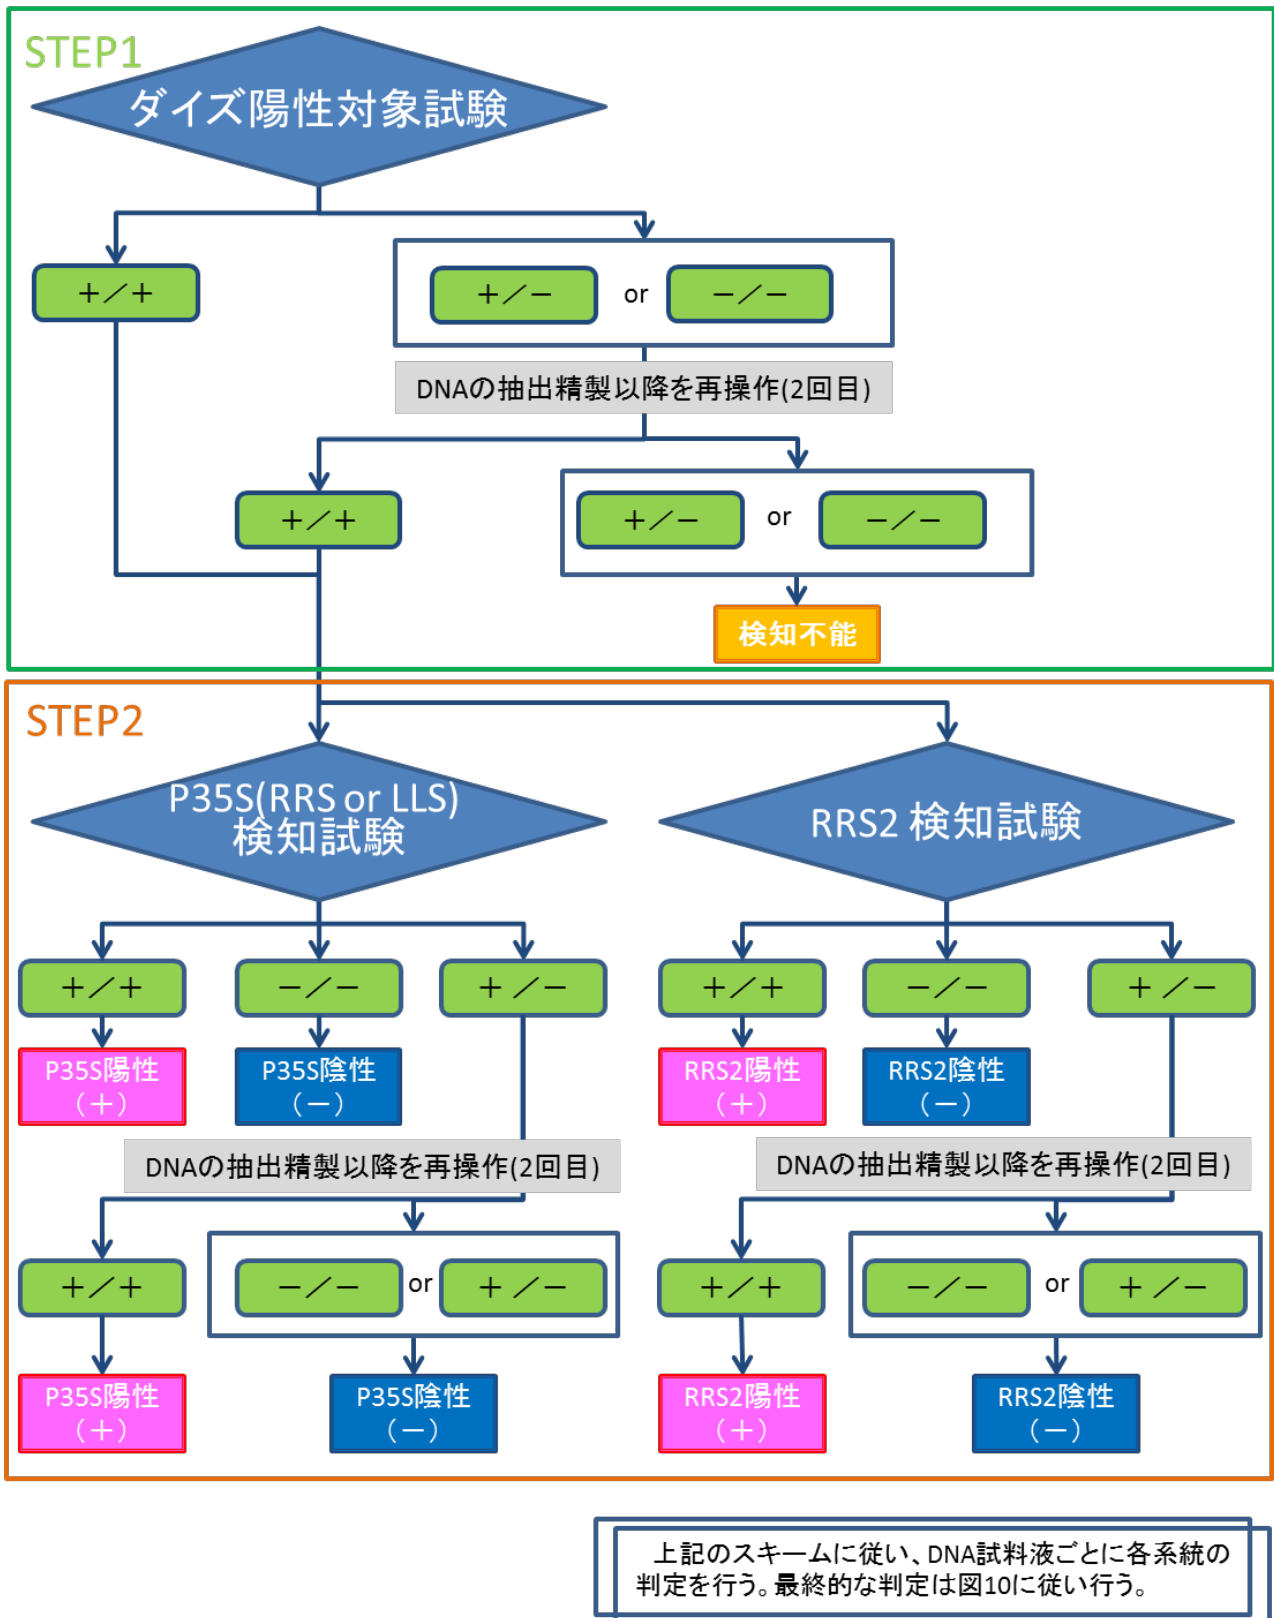 STEP1
ダイズ陽性対象試験
＋／＋
＋／－ or －／－
DNAの抽出精製以降を再操作(2回目)
＋／＋
＋／－ or －／－
検知不能
STEP2
P35S(RRS or LLS)
検知試験
RRS2 検知試験
＋／＋
－／－
＋／－
＋／＋
－／－
＋／－
P35S陽性
（＋）
P35S陰性
（－）
RRS2陽性
（＋）
RRS2陰性
（－）
DNAの抽出精製以降を再操作(2回目)
DNAの抽出精製以降を再操作(2回目)
＋／＋
－／－ or ＋／－
＋／＋
－／－ or ＋／－
P35S陽性
（＋）
P35S陰性
（－）
RRS2陽性
（＋）
RRS2陰性
（－）
上記のスキームに従い、DNA試料液ごとに各系統の
判定を行う。最終的な判定は図10に従い行う。